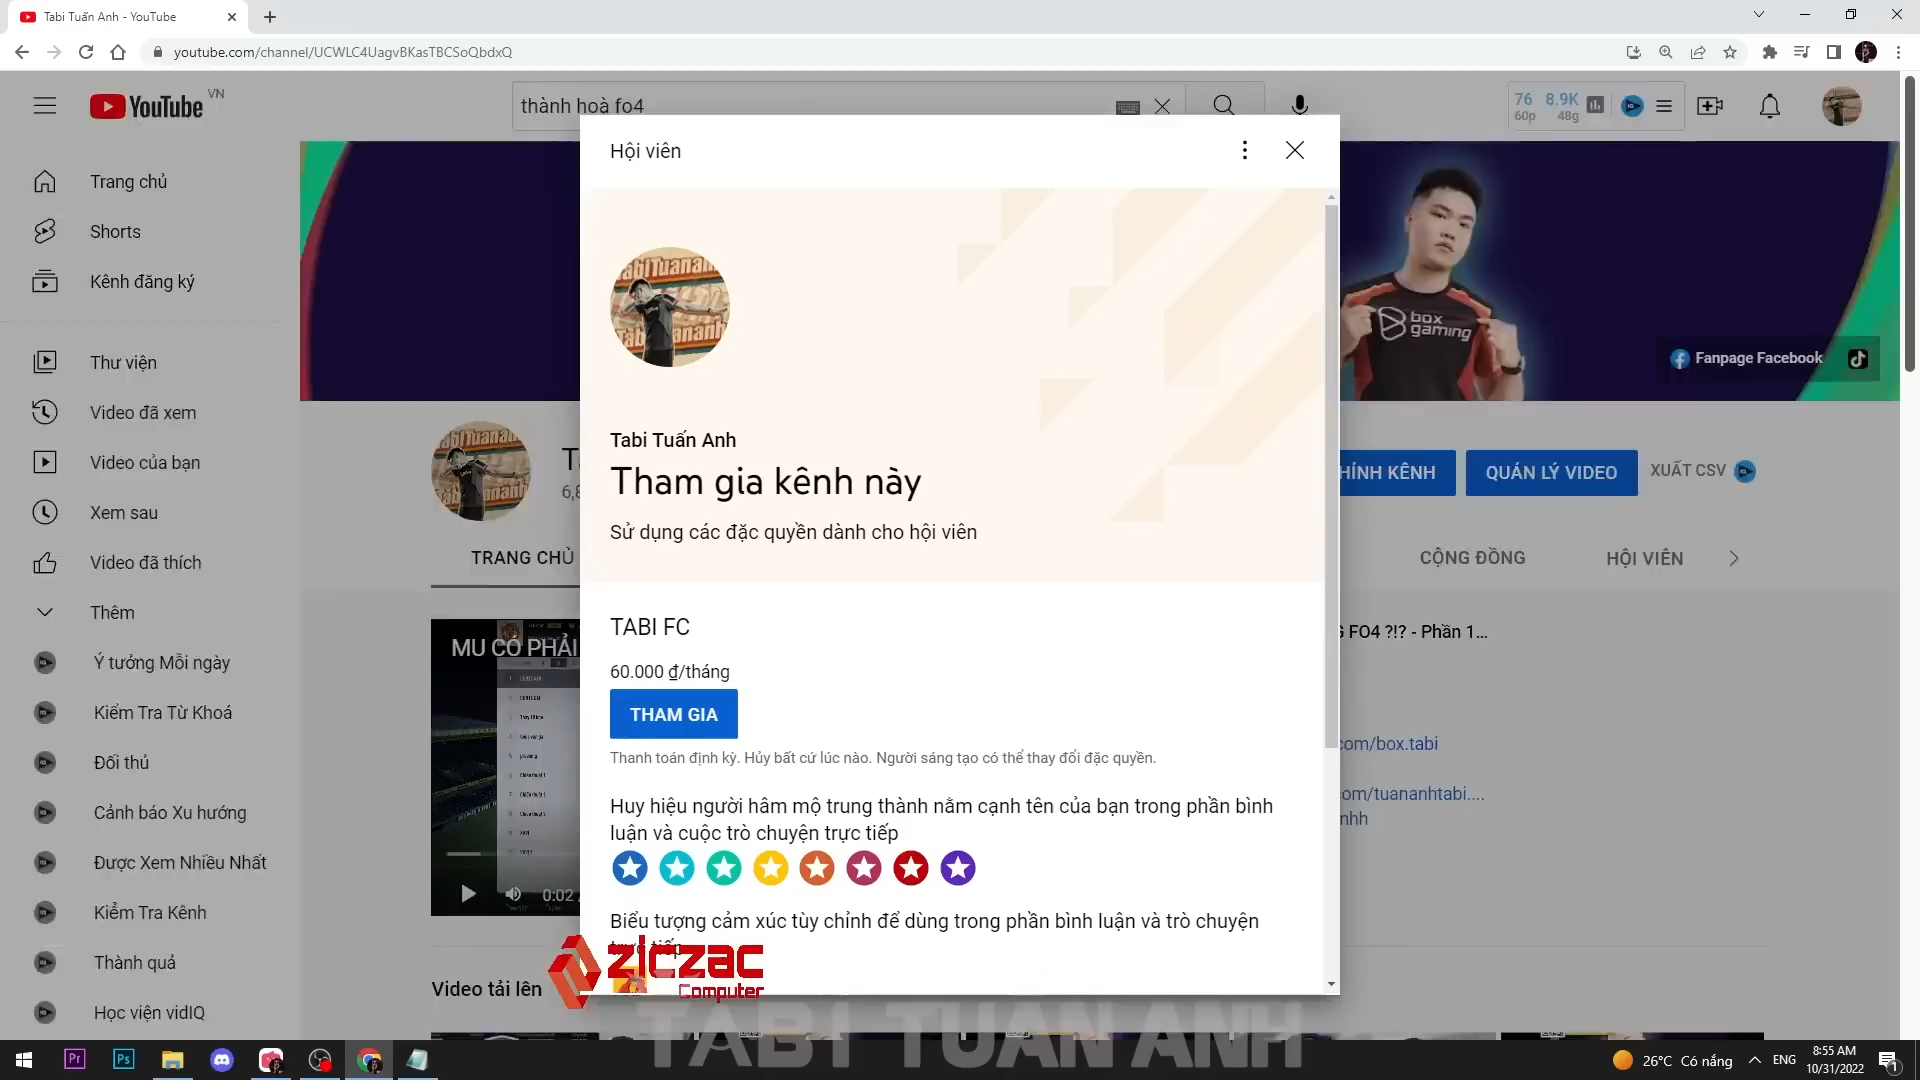 Tabi Tuấn Anh - YouTube
youtube.com/channel/UCWLC4UagvBKasTBCSoQbdxQ
YouTube VN
thành hoà fo4
76 8.9K
60p 48g
Trang chủ
Shorts
Kênh đăng ký
Thư viện
Video đã xem
Video của bạn
Xem sau
Video đã thích
Thêm
Ý tưởng Mỗi ngày
Kiểm Tra Từ Khoá
Đối thủ
Cảnh báo Xu hướng
Được Xem Nhiều Nhất
Kiểm Tra Kênh
Thành quả
Học viện vidIQ
box
gaming
Fanpage Facebook
HỈNH KÊNH
QUẢN LÝ VIDEO
XUẤT CSV
TRANG CHỦ
CỘNG ĐỒNG
HỘI VIÊN
MU CÓ PHẢI
0:02
FO4 ?!? - Phần 1...
com/box.tabi
om/tuananhtabi....
nhh
Video tải lên
Hội viên
Tabi Tuấn Anh
Tham gia kênh này
Sử dụng các đặc quyền dành cho hội viên
TABI FC
60.000 ₫/tháng
THAM GIA
Thanh toán định kỳ. Hủy bất cứ lúc nào. Người sáng tạo có thể thay đổi đặc quyền.
Huy hiệu người hâm mộ trung thành nằm cạnh tên của bạn trong phần bình
luận và cuộc trò chuyện trực tiếp
Biểu tượng cảm xúc tùy chỉnh để dùng trong phần bình luận và trò chuyện
trực tiếp
ziczac
Computer
TABI TUAN ANH
Pr
Ps
26°C Có nắng
ENG
8:55 AM
10/31/2022
1